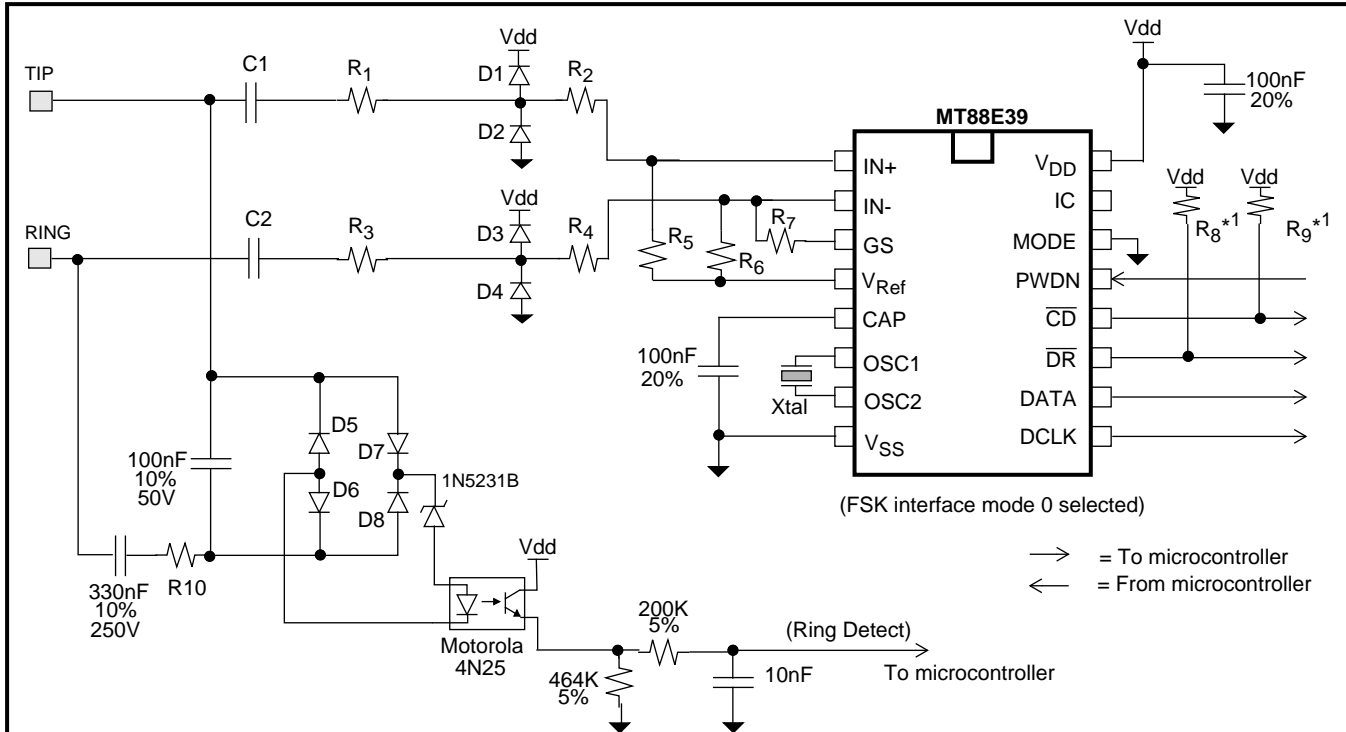 TIP
C1
R1
Vdd
D1
D2
R2
RING
C2
R3
Vdd
D3
D4
R4
R5
R6
R7
MT88E39
IN+
IN-
GS
VRef
CAP
OSC1
OSC2
VSS
VDD
IC
MODE
PWDN
CD
DR
DATA
DCLK
Vdd
100nF
20%
Vdd
R8*1
Vdd
R9*1
100nF
20%
Xtal
(FSK interface mode 0 selected)
100nF
10%
50V
D5
D6
D7
D8
1N5231B
330nF
10%
250V
R10
Vdd
Motorola
4N25
464K
5%
200K
5%
10nF
(Ring Detect)
To microcontroller
= To microcontroller
= From microcontroller